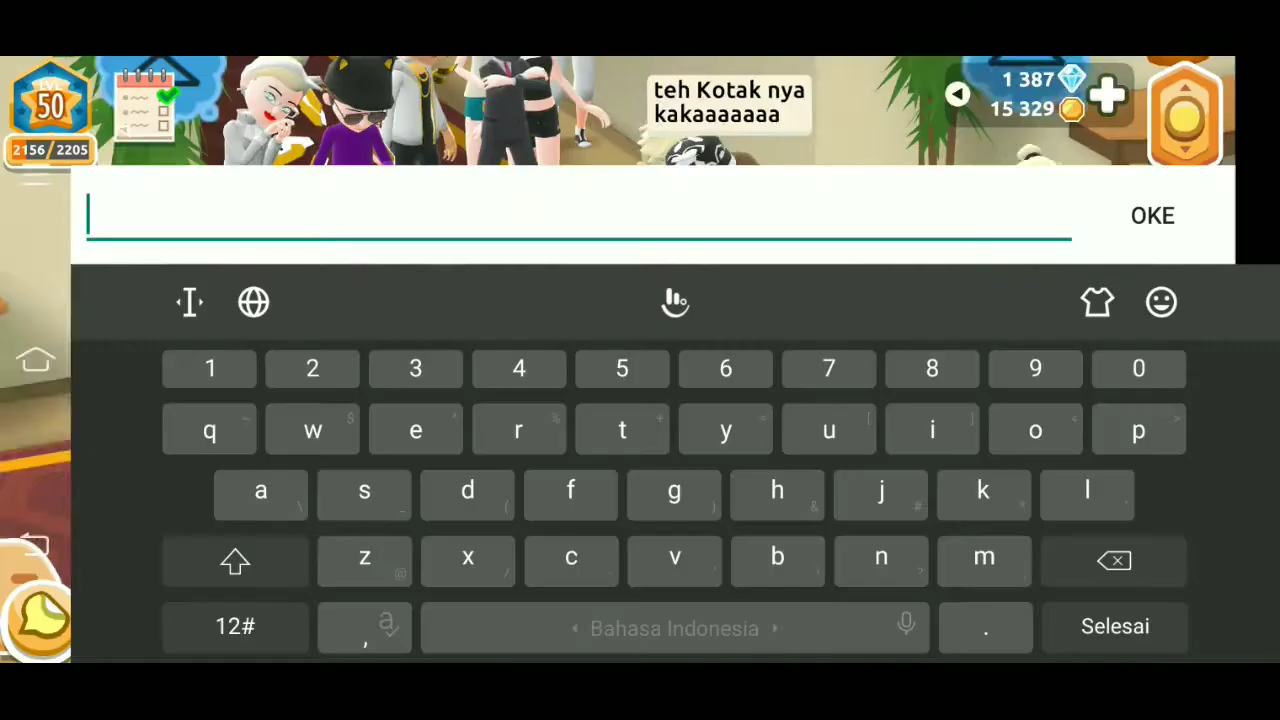 LVL
50
2156/2205
teh Kotak nya
kakaaaaaaa
1 387
15 329
OKE
1 2 3 4 5 6 7 8 9 0
q w e r t y u i o p
a s d f g h j k l
z x c v b n m
12# , Bahasa Indonesia . Selesai